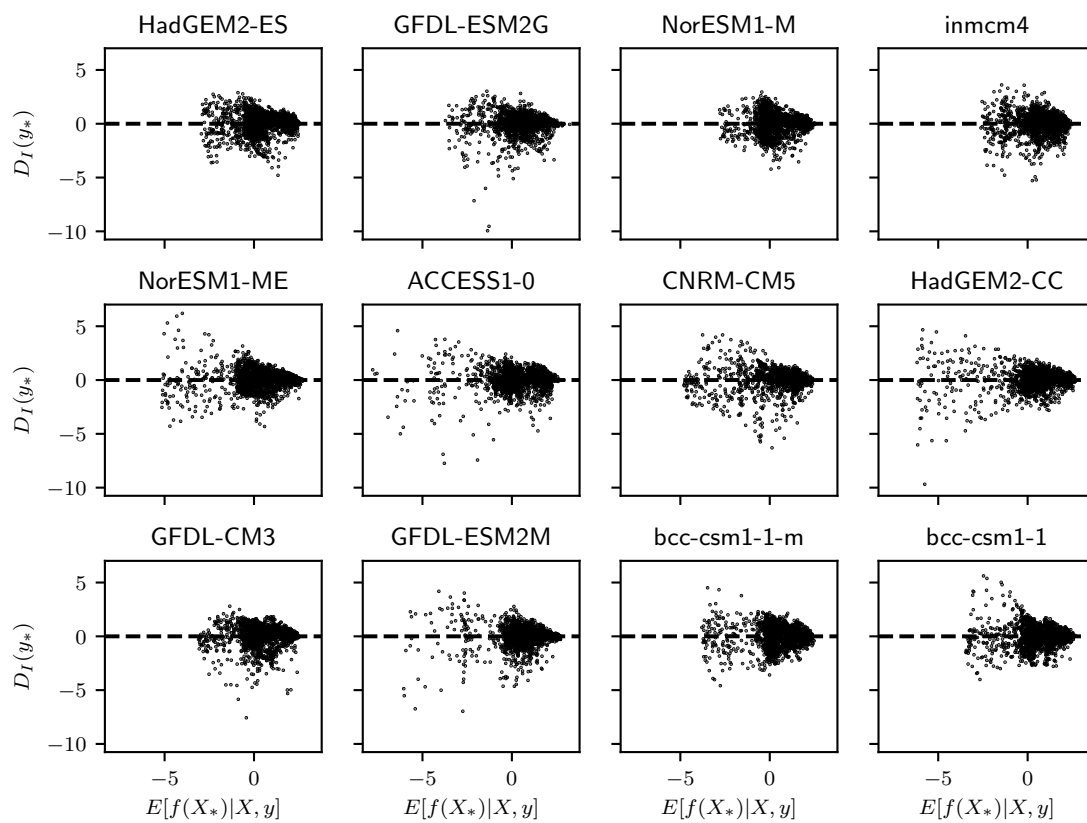 HadGEM2-ES GFDL-ESM2G NorESM1-M inmcm4
5
0
−5
−10
D_I(y_*)
NorESM1-ME ACCESS1-0 CNRM-CM5 HadGEM2-CC
5
0
−5
−10
D_I(y_*)
GFDL-CM3 GFDL-ESM2M bcc-csm1-1-m bcc-csm1-1
5
0
−5
−10
D_I(y_*)
−5 0 −5 0 −5 0 −5 0
E[f(X_*)|X, y] E[f(X_*)|X, y] E[f(X_*)|X, y] E[f(X_*)|X, y]